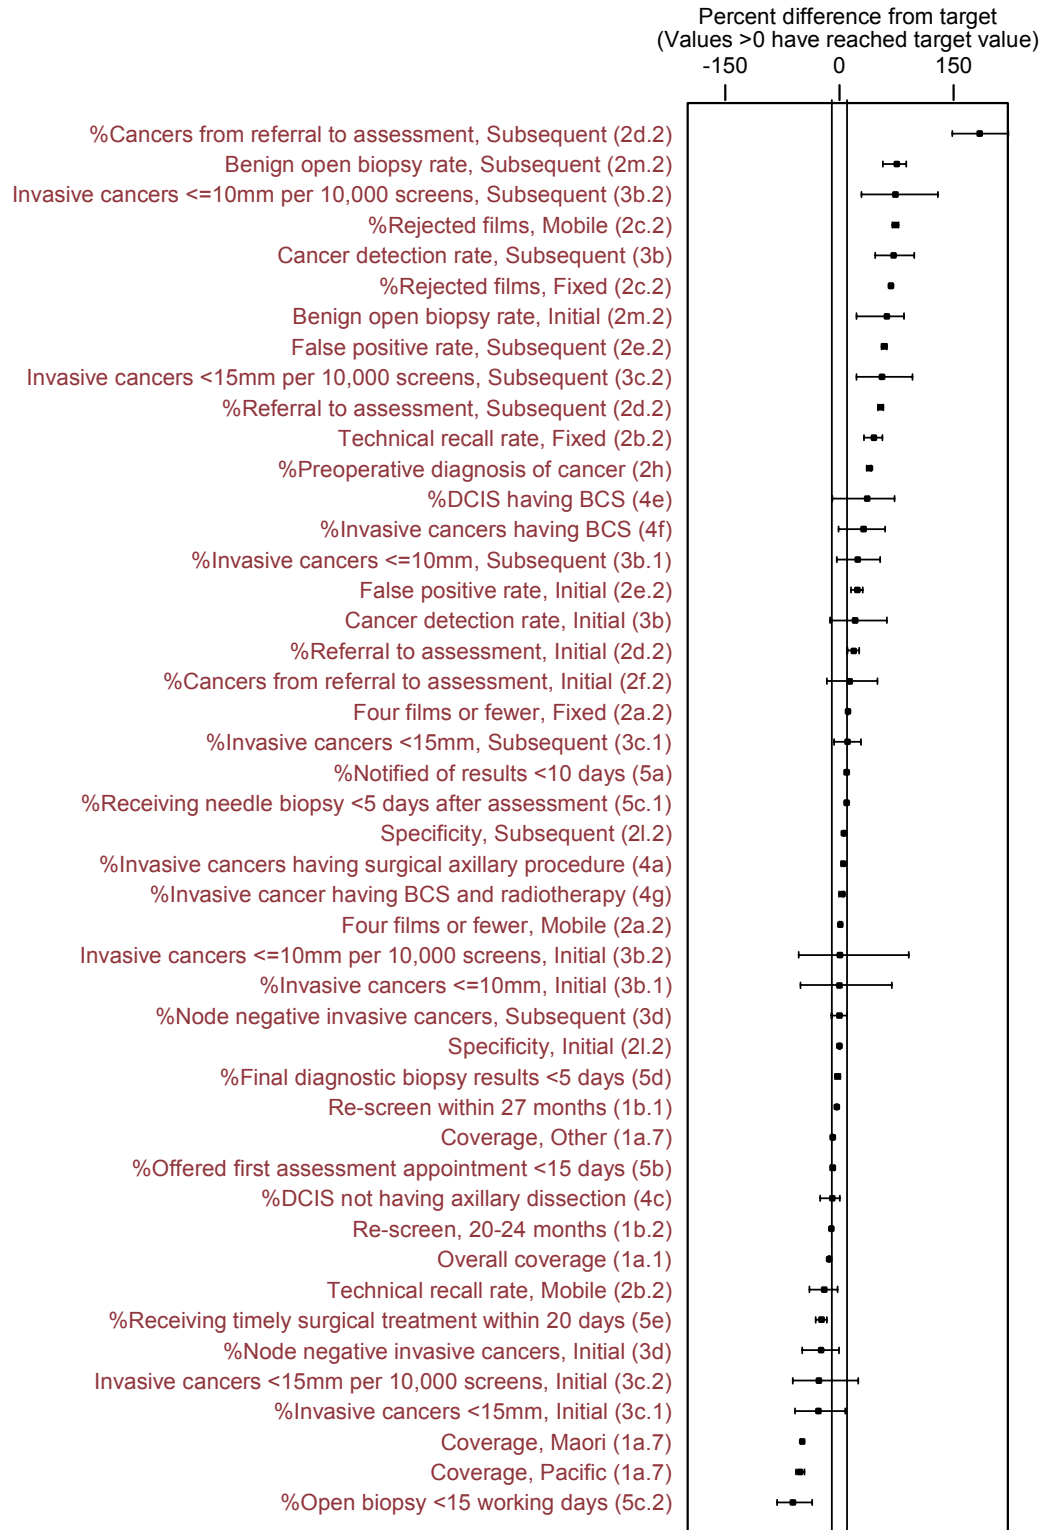 Percent difference from target
(Values >0 have reached target value)
-150 0 150
%Cancers from referral to assessment, Subsequent (2d.2)
Benign open biopsy rate, Subsequent (2m.2)
Invasive cancers <=10mm per 10,000 screens, Subsequent (3b.2)
%Rejected films, Mobile (2c.2)
Cancer detection rate, Subsequent (3b)
%Rejected films, Fixed (2c.2)
Benign open biopsy rate, Initial (2m.2)
False positive rate, Subsequent (2e.2)
Invasive cancers <15mm per 10,000 screens, Subsequent (3c.2)
%Referral to assessment, Subsequent (2d.2)
Technical recall rate, Fixed (2b.2)
%Preoperative diagnosis of cancer (2h)
%DCIS having BCS (4e)
%Invasive cancers having BCS (4f)
%Invasive cancers <=10mm, Subsequent (3b.1)
False positive rate, Initial (2e.2)
Cancer detection rate, Initial (3b)
%Referral to assessment, Initial (2d.2)
%Cancers from referral to assessment, Initial (2f.2)
Four films or fewer, Fixed (2a.2)
%Invasive cancers <15mm, Subsequent (3c.1)
%Notified of results <10 days (5a)
%Receiving needle biopsy <5 days after assessment (5c.1)
Specificity, Subsequent (2l.2)
%Invasive cancers having surgical axillary procedure (4a)
%Invasive cancer having BCS and radiotherapy (4g)
Four films or fewer, Mobile (2a.2)
Invasive cancers <=10mm per 10,000 screens, Initial (3b.2)
%Invasive cancers <=10mm, Initial (3b.1)
%Node negative invasive cancers, Subsequent (3d)
Specificity, Initial (2l.2)
%Final diagnostic biopsy results <5 days (5d)
Re-screen within 27 months (1b.1)
Coverage, Other (1a.7)
%Offered first assessment appointment <15 days (5b)
%DCIS not having axillary dissection (4c)
Re-screen, 20-24 months (1b.2)
Overall coverage (1a.1)
Technical recall rate, Mobile (2b.2)
%Receiving timely surgical treatment within 20 days (5e)
%Node negative invasive cancers, Initial (3d)
Invasive cancers <15mm per 10,000 screens, Initial (3c.2)
%Invasive cancers <15mm, Initial (3c.1)
Coverage, Maori (1a.7)
Coverage, Pacific (1a.7)
%Open biopsy <15 working days (5c.2)